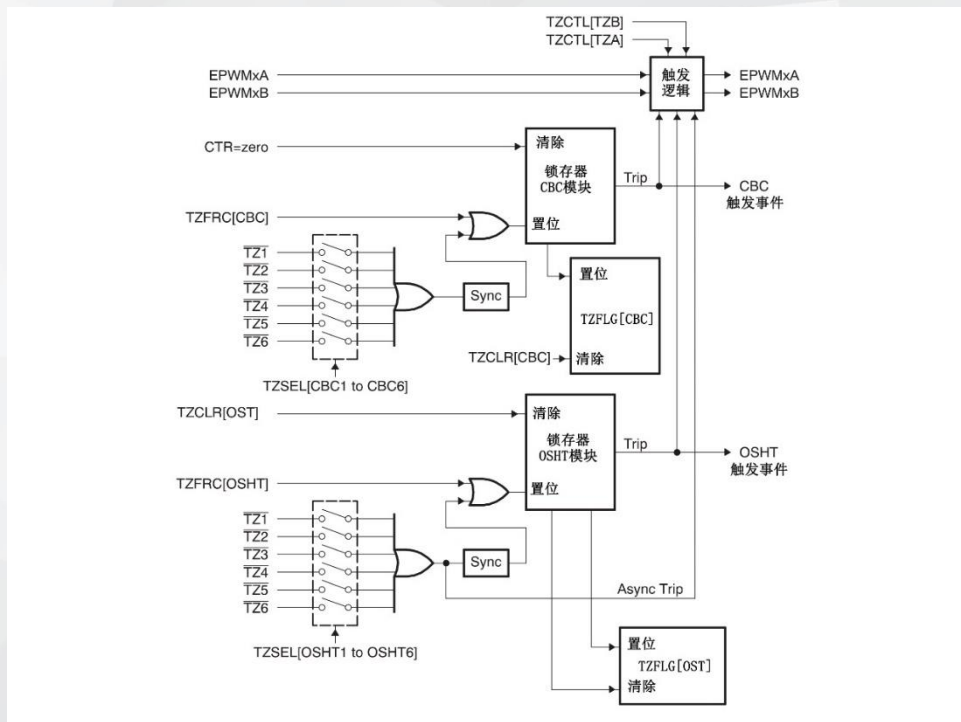 TZCTL[TZB]
TZCTL[TZA]
EPWMxA
EPWMxB
触发
逻辑
EPWMxA
EPWMxB
CTR=zero
清除
锁存器
CBC模块
Trip
CBC
触发事件
TZFRC[CBC]
置位
TZ1
TZ2
TZ3
TZ4
TZ5
TZ6
Sync
置位
TZFLG[CBC]
TZCLR[CBC]
清除
TZSEL[CBC1 to CBC6]
TZCLR[OST]
清除
锁存器
OSHT模块
Trip
OSHT
触发事件
TZFRC[OSHT]
置位
TZ1
TZ2
TZ3
TZ4
TZ5
TZ6
Sync
Async Trip
TZSEL[OSHT1 to OSHT6]
置位
TZFLG[OST]
清除